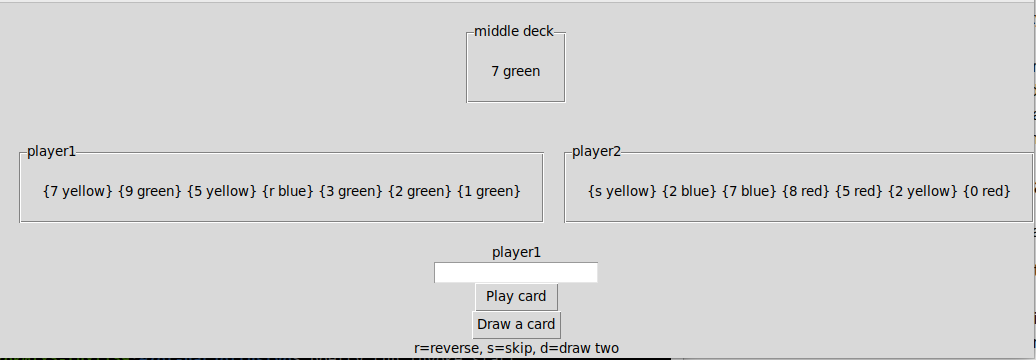 middle deck
7 green
player1
{7 yellow} {9 green} {5 yellow} {r blue} {3 green} {2 green} {1 green}
player2
{s yellow} {2 blue} {7 blue} {8 red} {5 red} {2 yellow} {0 red}
player1
Play card
Draw a card
r=reverse, s=skip, d=draw two